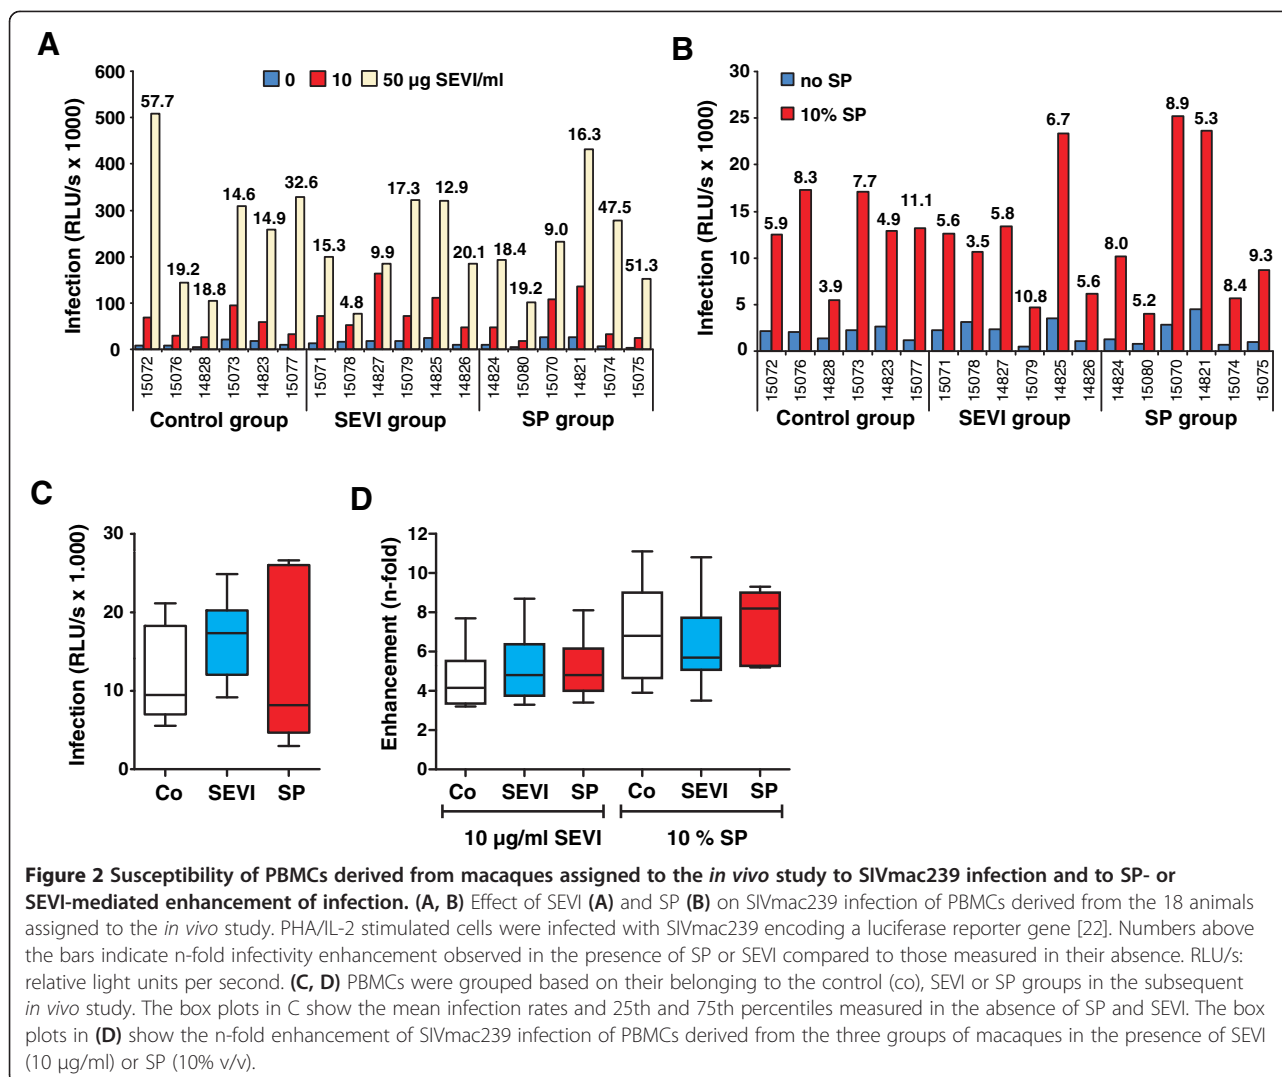 A
600
500
400
300
200
100
0
Infection (RLU/s x 1000)
0 10 50 µg SEVI/ml
57.7 19.2 18.8 14.6 14.9 32.6 15.3 4.8 9.9 17.3 12.9 20.1 18.4 19.2 9.0 16.3 47.5 51.3
15072 15076 14828 15073 14823 15077 15071 15078 14827 15079 14825 14826 14824 15080 15070 14821 15074 15075
Control group SEVI group SP group
B
30
25
20
15
10
5
0
Infection (RLU/s x 1000)
no SP
10% SP
5.9 8.3 3.9 7.7 4.9 11.1 5.6 3.5 5.8 10.8 6.7 5.6 8.0 5.2 8.9 5.3 8.4 9.3
15072 15076 14828 15073 14823 15077 15071 15078 14827 15079 14825 14826 14824 15080 15070 14821 15074 15075
Control group SEVI group SP group
C
30
20
10
0
Infection (RLU/s x 1.000)
Co SEVI SP
D
12
10
8
6
4
2
0
Enhancement (n-fold)
Co SEVI SP Co SEVI SP
10 µg/ml SEVI 10 % SP
Figure 2 Susceptibility of PBMCs derived from macaques assigned to the in vivo study to SIVmac239 infection and to SP- or
SEVI-mediated enhancement of infection. (A, B) Effect of SEVI (A) and SP (B) on SIVmac239 infection of PBMCs derived from the 18 animals
assigned to the in vivo study. PHA/IL-2 stimulated cells were infected with SIVmac239 encoding a luciferase reporter gene [22]. Numbers above
the bars indicate n-fold infectivity enhancement observed in the presence of SP or SEVI compared to those measured in their absence. RLU/s:
relative light units per second. (C, D) PBMCs were grouped based on their belonging to the control (co), SEVI or SP groups in the subsequent
in vivo study. The box plots in C show the mean infection rates and 25th and 75th percentiles measured in the absence of SP and SEVI. The box
plots in (D) show the n-fold enhancement of SIVmac239 infection of PBMCs derived from the three groups of macaques in the presence of SEVI
(10 µg/ml) or SP (10% v/v).